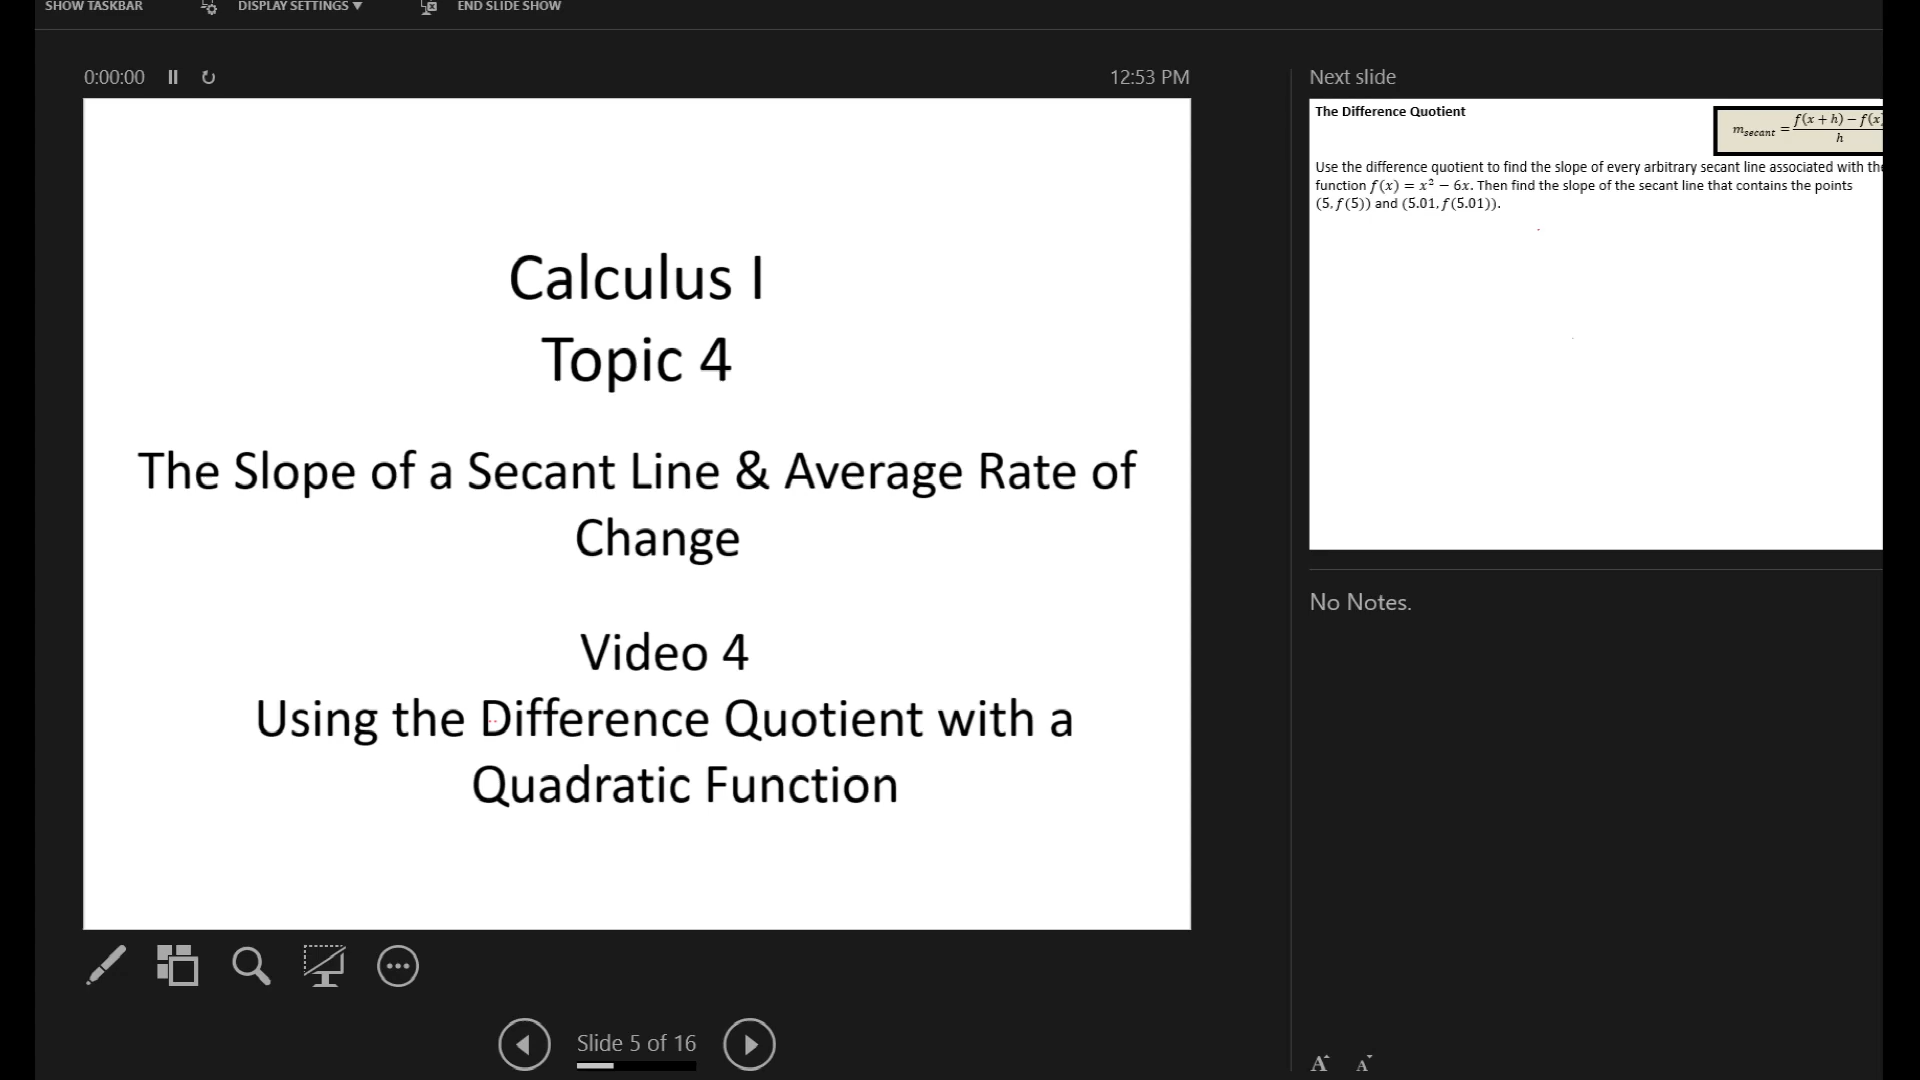 SHOW TASKBAR DISPLAY SETTINGS ▼ END SLIDE SHOW
0:00:00 12:53 PM
Calculus I
Topic 4
The Slope of a Secant Line & Average Rate of
Change
Video 4
Using the Difference Quotient with a
Quadratic Function
Slide 5 of 16
Next slide
The Difference Quotient
m_secant = (f(x + h) − f(x)) / h
Use the difference quotient to find the slope of every arbitrary secant line associated with the
function f(x) = x² − 6x. Then find the slope of the secant line that contains the points
(5, f(5)) and (5.01, f(5.01)).
No Notes.
A A